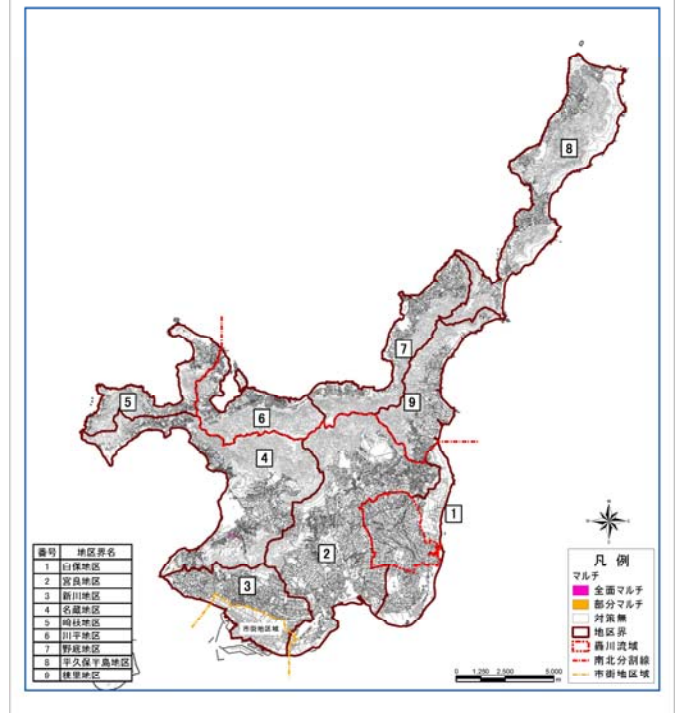 8
7
5
9
6
4
1
2
3
市街地区域
番号 地区界名
1 白保地区
2 宮良地区
3 新川地区
4 名蔵地区
5 崎枝地区
6 川平地区
7 野底地区
8 平久保半島地区
9 桃里地区
凡 例
マルチ
全面マルチ
部分マルチ
対策無
地区界
轟川流域
南北分割線
市街地区域
0 1,250 2,500 5,000
m